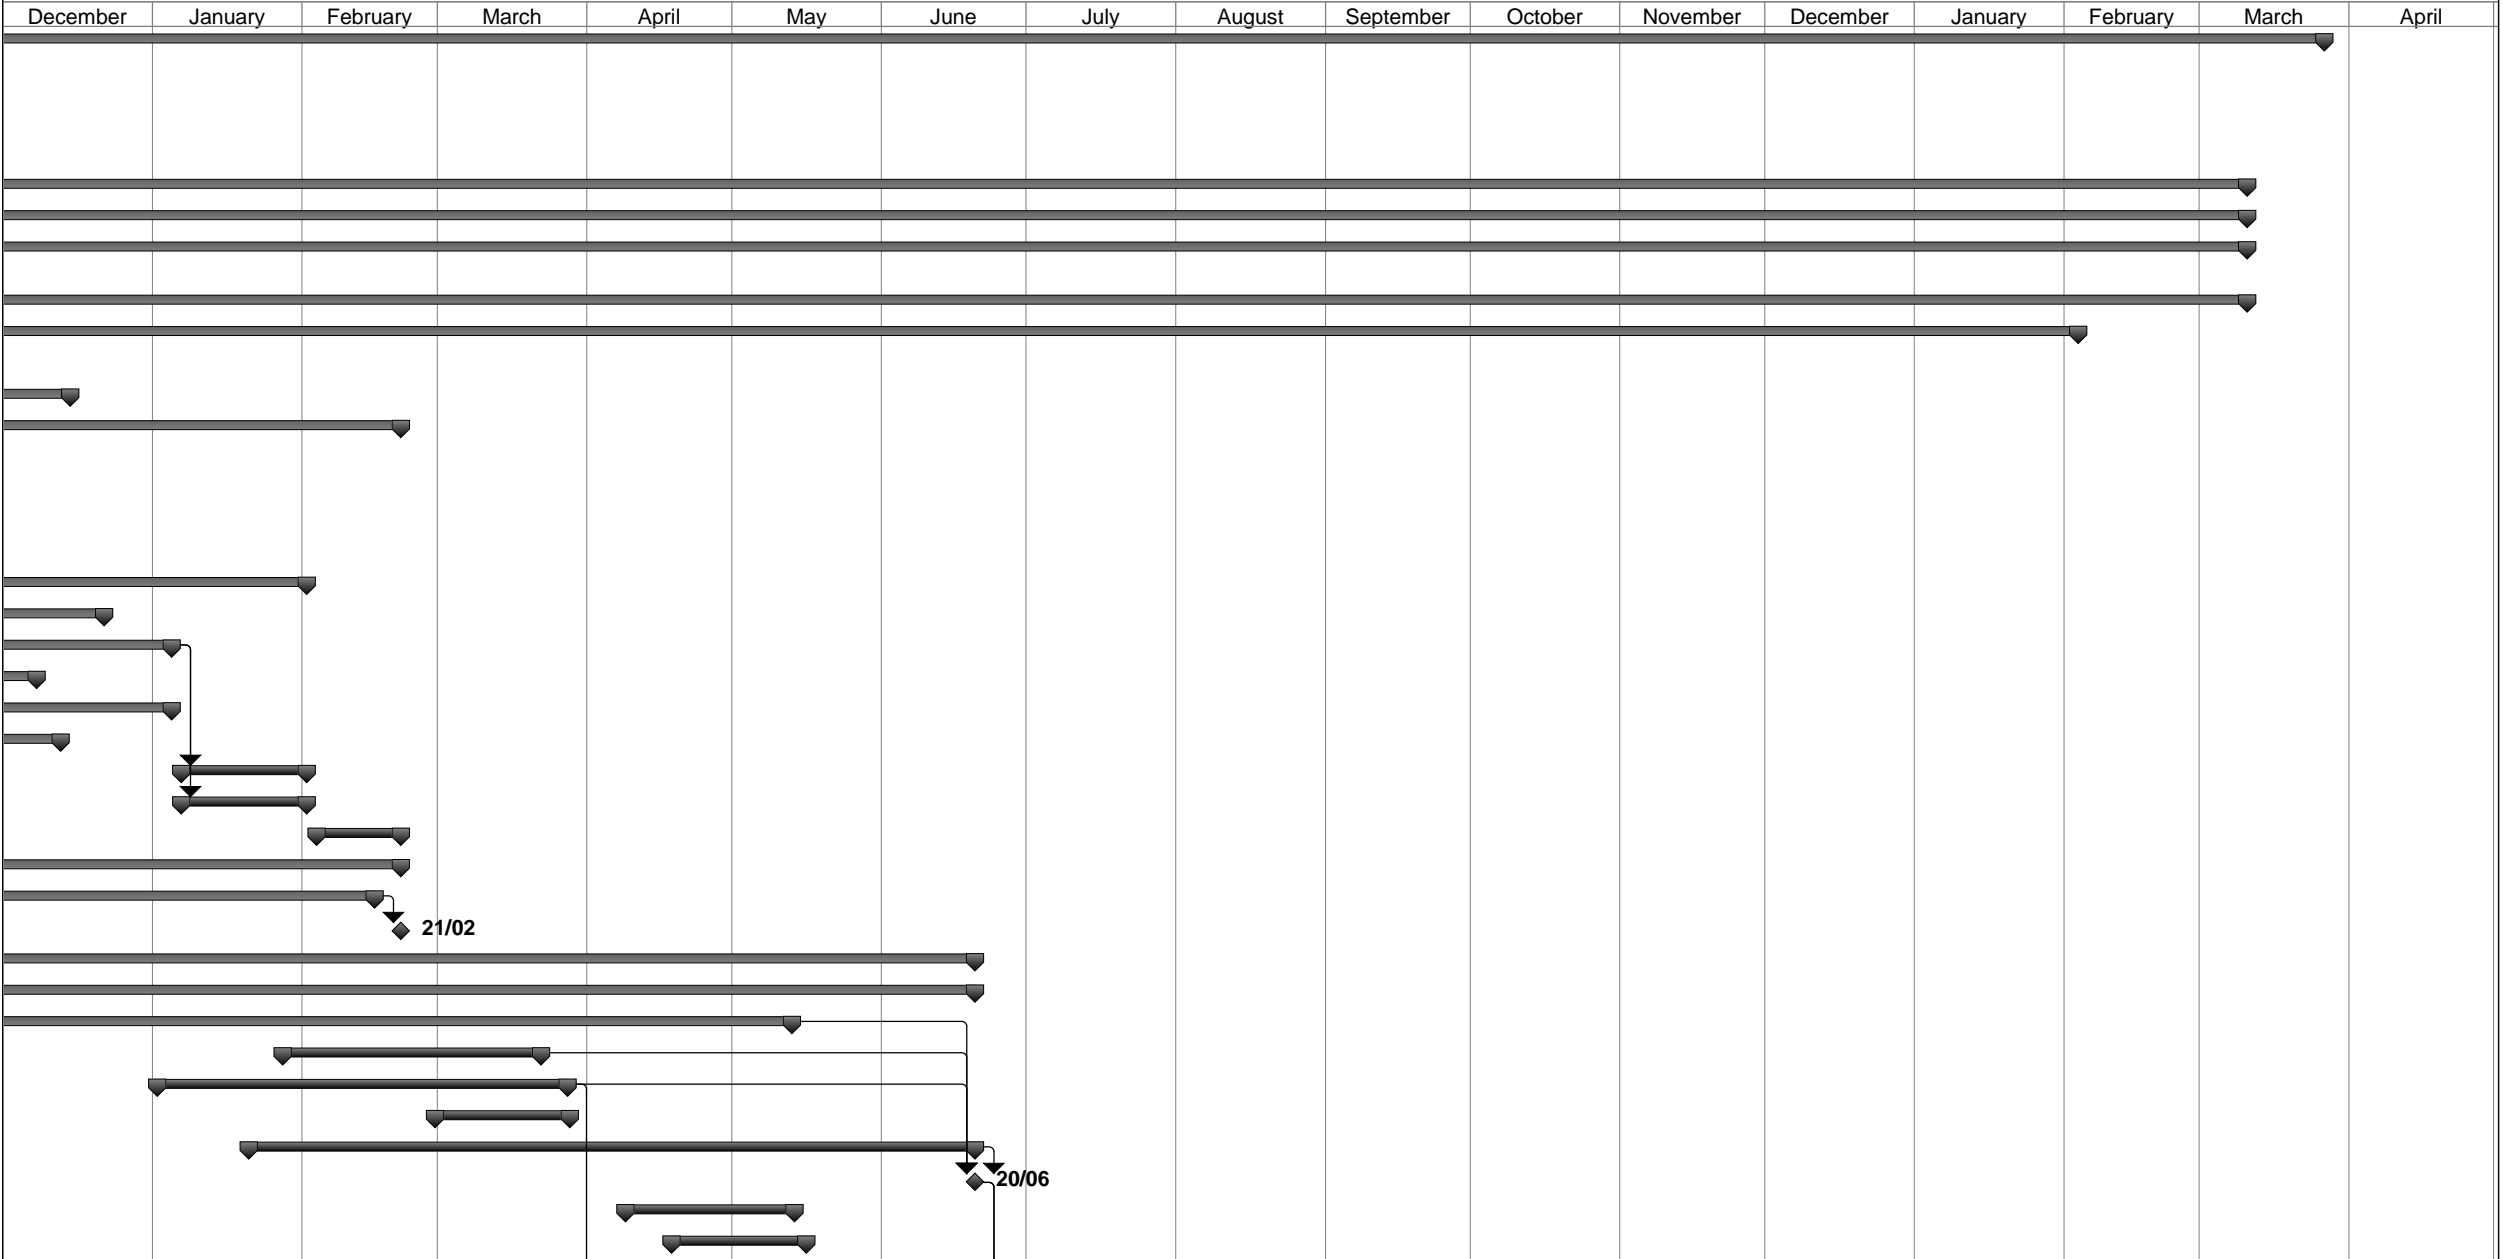 December January February March April May June July August September October November December January February March April
21/02
20/06